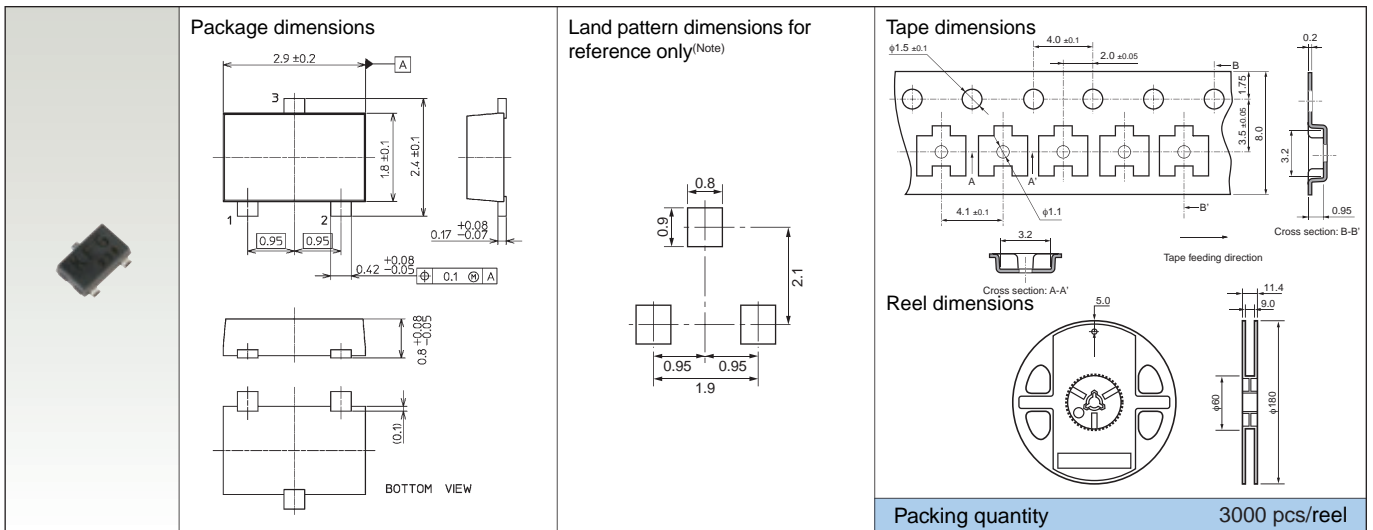 Package dimensions
2.9 ±0.2
A
3
1.8 ±0.1
2.4 ±0.1
1
2
0.95
0.95
0.17 +0.08 −0.07
0.42 +0.08 −0.05
⌖ 0.1 Ⓜ A
0.8 +0.08 −0.05
(0.1)
BOTTOM VIEW
Land pattern dimensions for
reference only(Note)
0.8
0.9
2.1
0.95
0.95
1.9
Tape dimensions
φ1.5 ±0.1
4.0 ±0.1
2.0 ±0.05
B
1.75
3.5 ±0.05
8.0
A
A'
4.1 ±0.1
φ1.1
B'
0.2
3.2
0.95
Cross section: B-B'
3.2
Cross section: A-A'
Tape feeding direction
Reel dimensions
5.0
11.4
9.0
φ60
φ180
Packing quantity 3000 pcs/reel